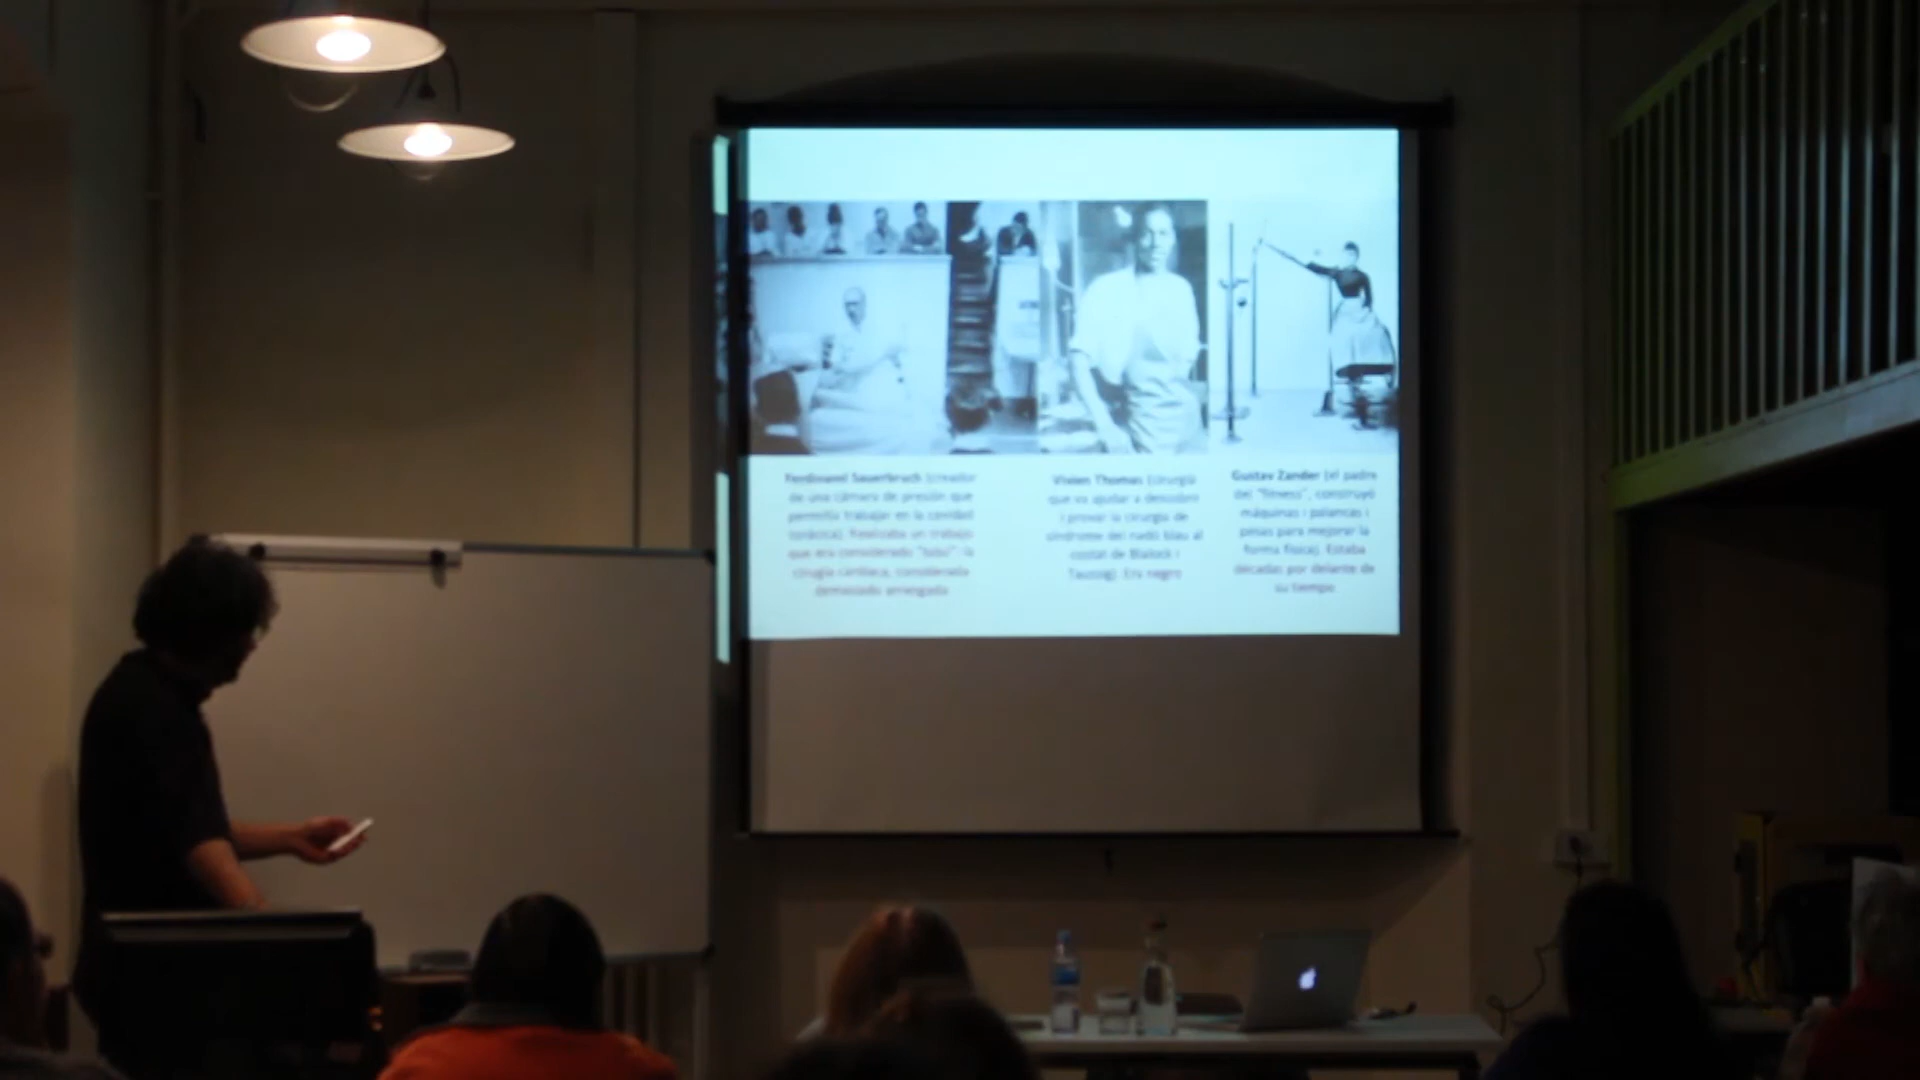 Ferdinand Sauerbruch (creador
de una cámara de presión que
permitía trabajar en la cavidad
torácica). Realizaba un trabajo
que era considerado "tabú": la
cirugía cardíaca, considerada
demasiado arriesgada
Vivien Thomas (cirurgià
que va ajudar a descobrir
i provar la cirurgia de
síndrome del nadó blau al
costat de Blalock i
Taussig). Era negro
Gustav Zander (el padre
del "fitness", construyó
máquinas i palancas i
pesas para mejorar la
forma física). Estaba
décadas por delante de
su tiempo